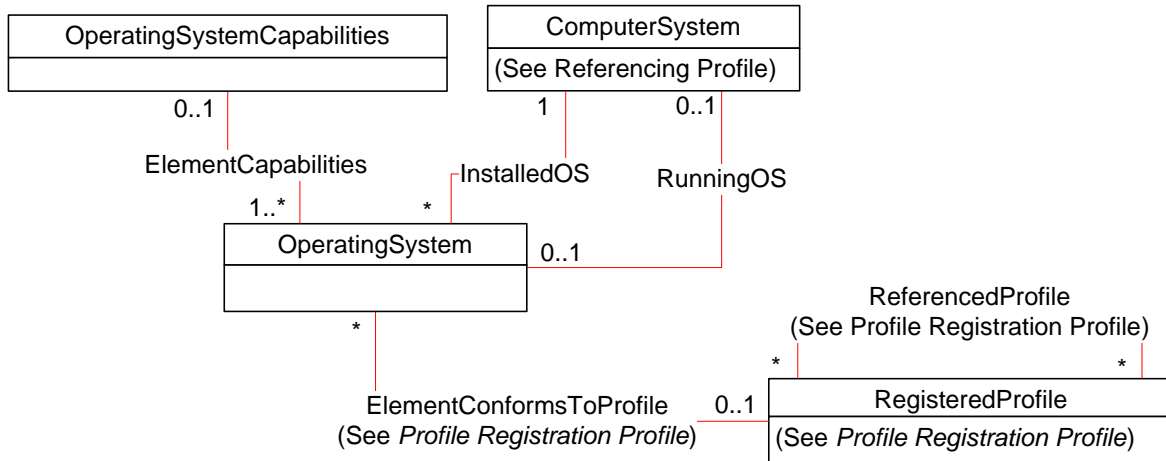 OperatingSystemCapabilities
ComputerSystem
(See Referencing Profile)
0..1
1
0..1
ElementCapabilities
InstalledOS
RunningOS
1..*
*
OperatingSystem
0..1
*
ReferencedProfile
(See Profile Registration Profile)
*
*
ElementConformsToProfile
(See Profile Registration Profile)
0..1
RegisteredProfile
(See Profile Registration Profile)